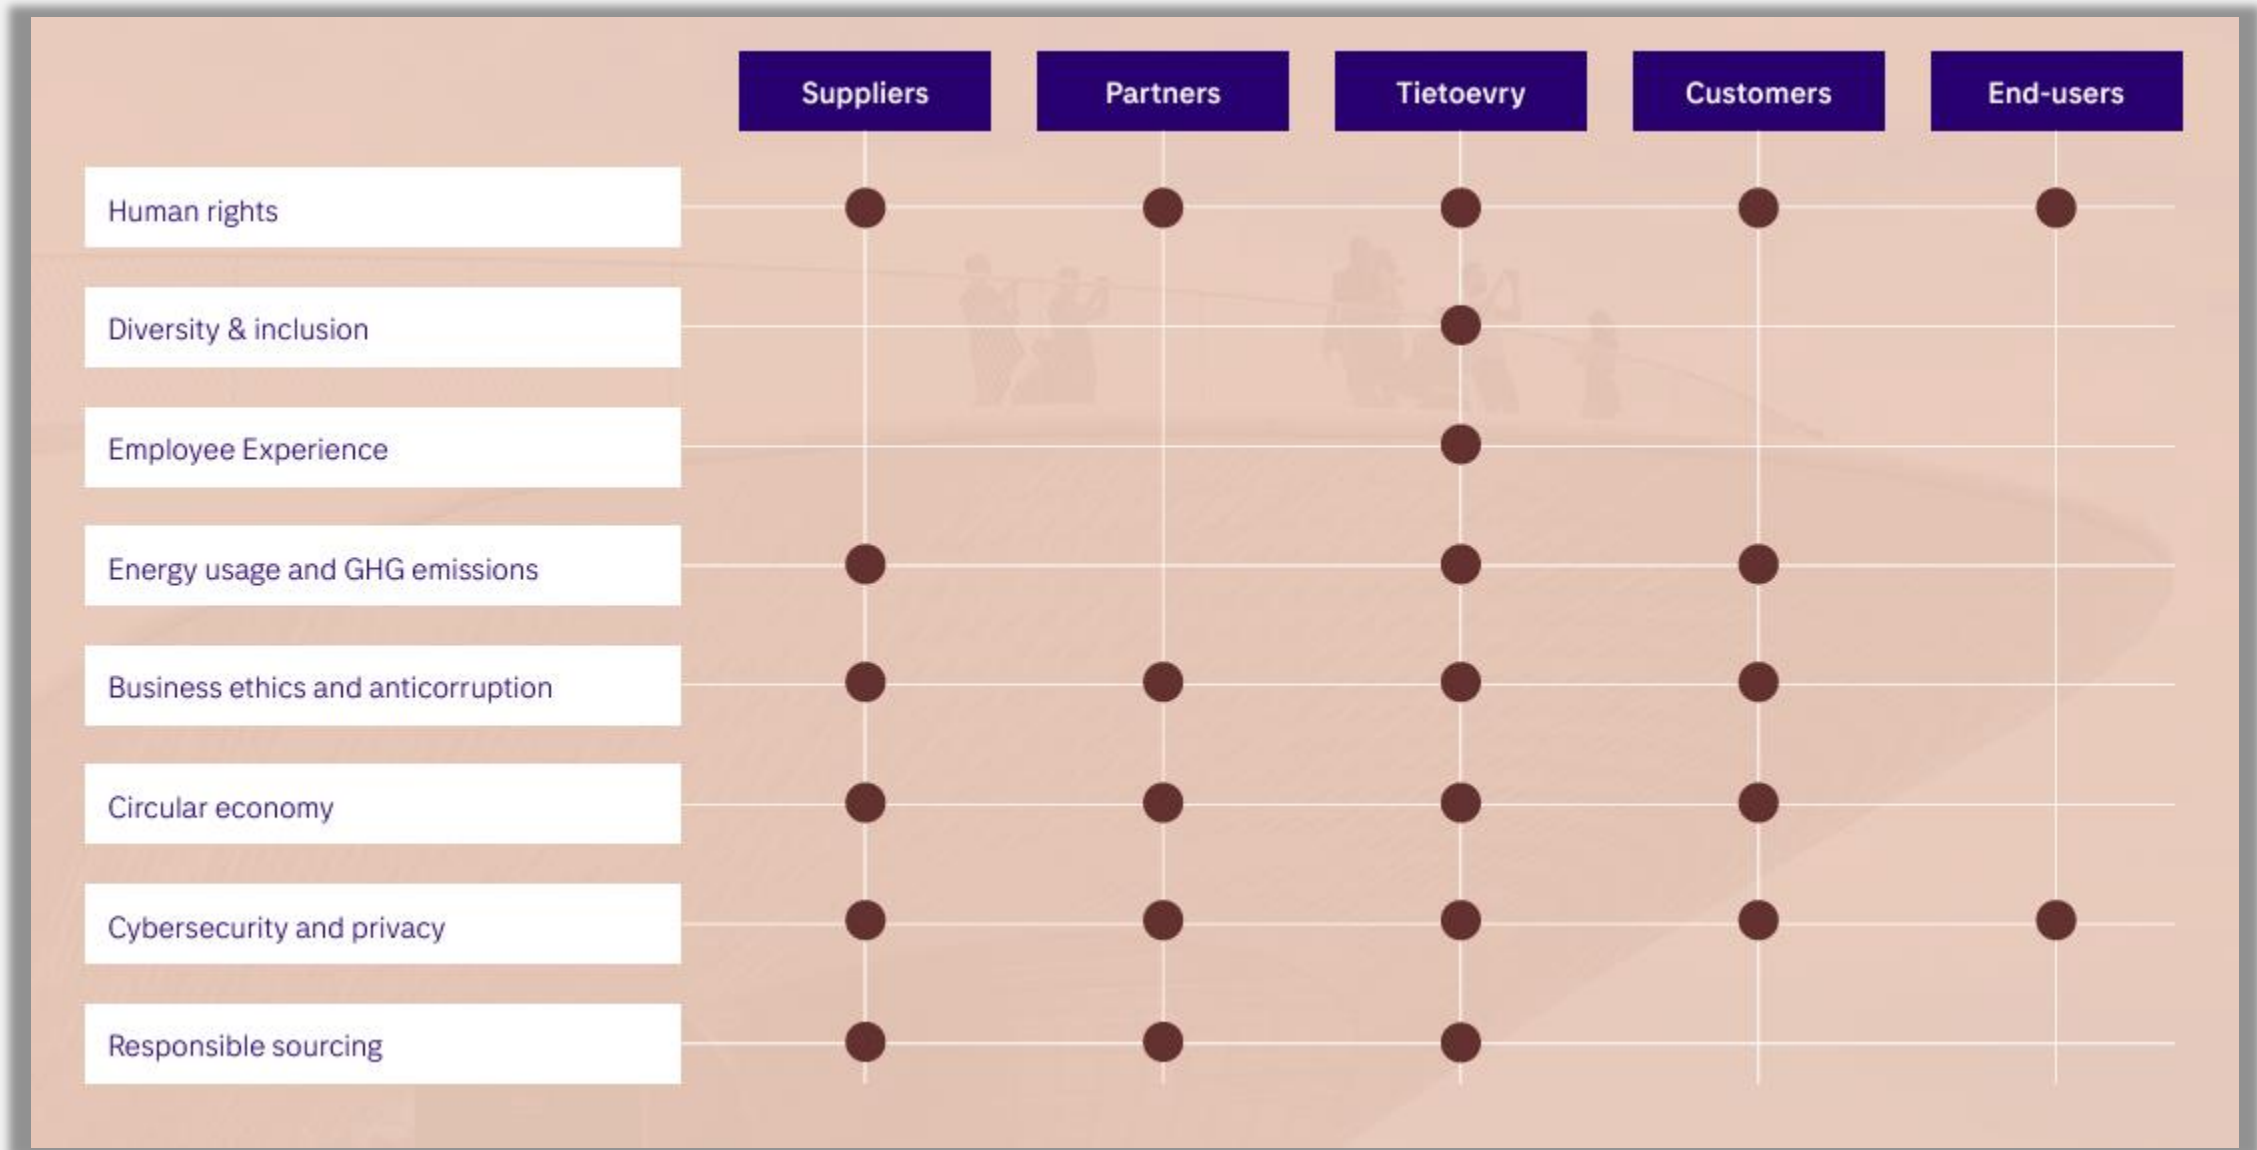 Suppliers
Partners
Tietoevry
Customers
End-users
Human rights
Diversity & inclusion
Employee Experience
Energy usage and GHG emissions
Business ethics and anticorruption
Circular economy
Cybersecurity and privacy
Responsible sourcing